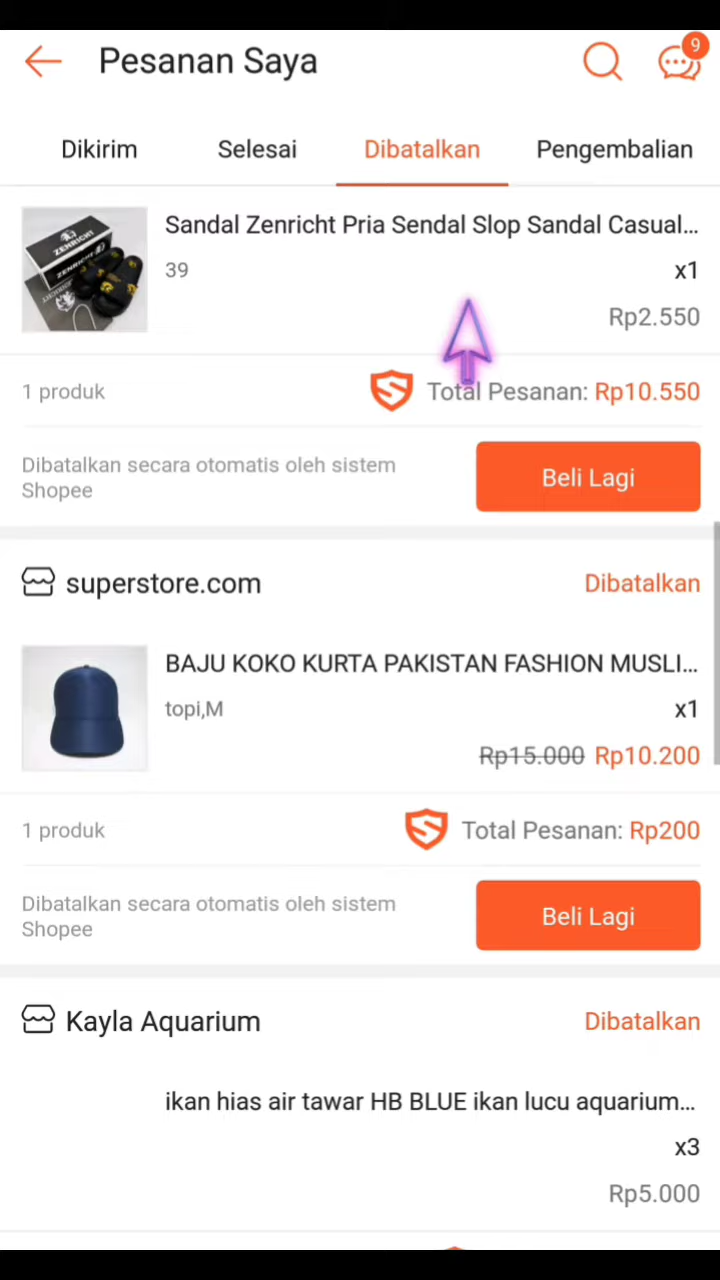 Pesanan Saya
9
Dikirim Selesai Dibatalkan Pengembalian
Sandal Zenricht Pria Sendal Slop Sandal Casual...
39 x1
Rp2.550
1 produk Total Pesanan: Rp10.550
Dibatalkan secara otomatis oleh sistem
Shopee
Beli Lagi
superstore.com Dibatalkan
BAJU KOKO KURTA PAKISTAN FASHION MUSLI...
topi,M x1
Rp15.000 Rp10.200
1 produk Total Pesanan: Rp200
Dibatalkan secara otomatis oleh sistem
Shopee
Beli Lagi
Kayla Aquarium Dibatalkan
ikan hias air tawar HB BLUE ikan lucu aquarium...
x3
Rp5.000
ZENRICHT
ZENRICHT